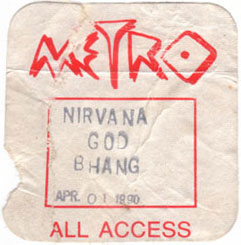 METRO
NIRVANA
GOD
BHANG
APR. 01 1990
ALL ACCESS